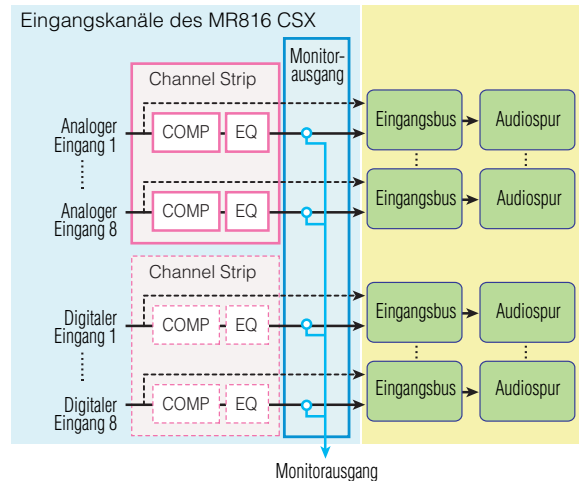 Eingangskanäle des MR816 CSX
Monitor-
ausgang
Channel Strip
Analoger
Eingang 1
COMP
EQ
Eingangsbus
Audiospur
Analoger
Eingang 8
COMP
EQ
Eingangsbus
Audiospur
Channel Strip
Digitaler
Eingang 1
COMP
EQ
Eingangsbus
Audiospur
Digitaler
Eingang 8
COMP
EQ
Eingangsbus
Audiospur
Monitorausgang